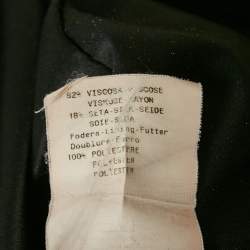 82% VISCOSA-VISCOSE
VISKOSE-RAYON
18% SETA-SILK-SEIDE
SOIE-SEDA
Fodera-Lining-Futter
Doublure-Forro
100% POLIESTERE
POLYESTER
POLYESTER